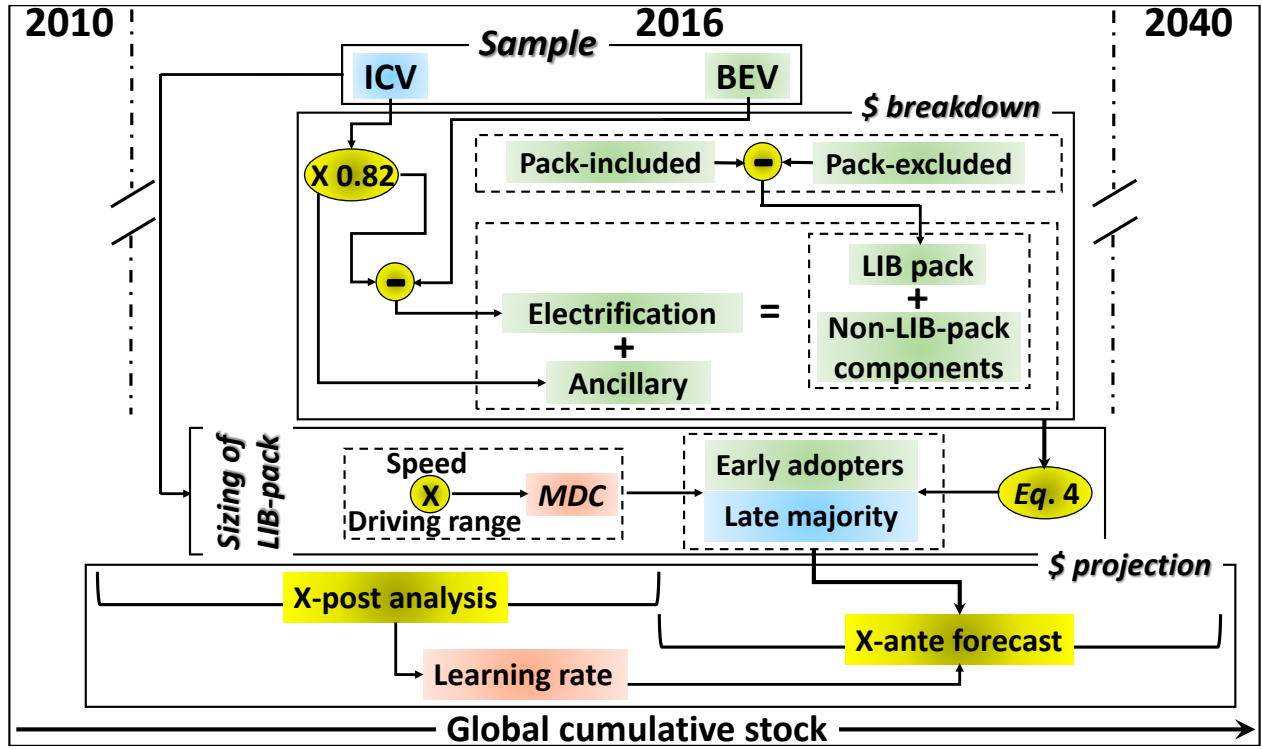 2010
2016
2040
Sample
ICV
BEV
$ breakdown
X 0.82
Pack-included
-
Pack-excluded
-
LIB pack
+
Non-LIB-pack
components
Electrification
=
+
Ancillary
Sizing of
LIB-pack
Speed
X
Driving range
MDC
Early adopters
Late majority
Eq. 4
$ projection
X-post analysis
X-ante forecast
Learning rate
Global cumulative stock